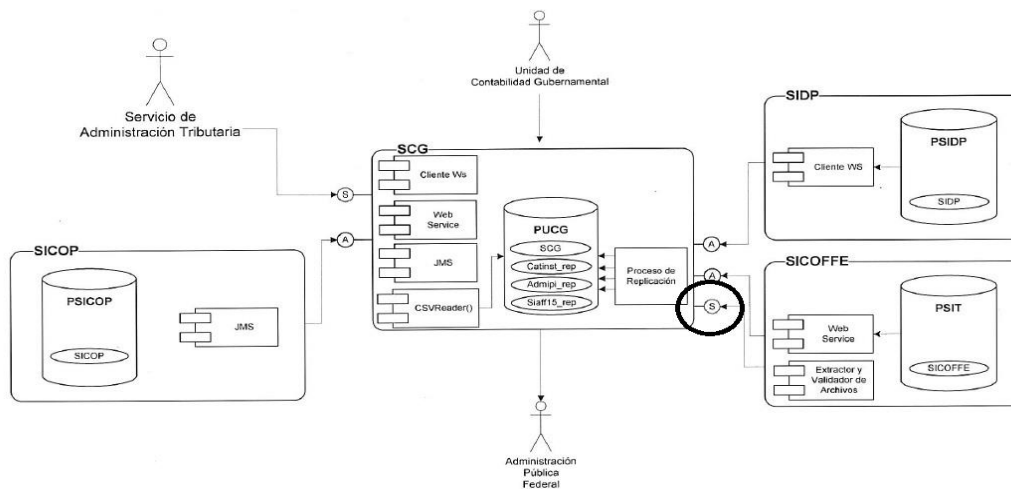 Unidad de
Contabilidad Gubernamental
Servicio de
Administración Tributaria
SCG
Cliente Ws
Web
Service
JMS
CSVReader()
PUCG
SCG
Catinst_rep
Admipi_rep
Siaff15_rep
Proceso de
Replicación
S
A
A
A
S
SICOP
PSICOP
SICOP
JMS
SIDP
Cliente WS
PSIDP
SIDP
SICOFFE
Web
Service
Extractor y
Validador de
Archivos
PSIT
SICOFFE
Administración
Pública
Federal